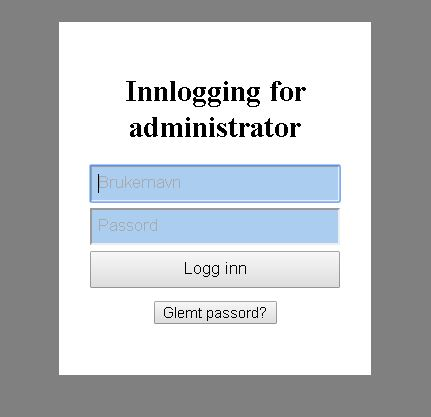 Innlogging for
administrator
Brukernavn
Passord
Logg inn
Glemt passord?